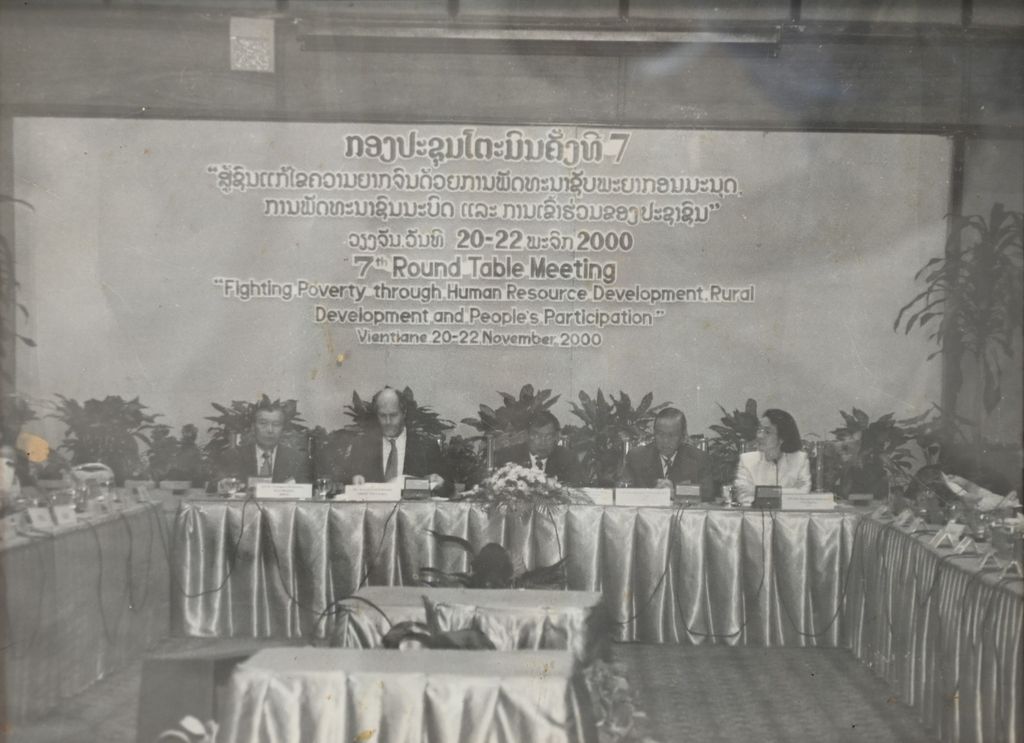 ກອງປະຊຸມໂຕະມົນຄັ້ງທີ 7
"ສູ້ຊົນແກ້ໄຂຄວາມຍາກຈົນດ້ວຍການພັດທະນາຊັບພະຍາກອນມະນຸດ,
ການພັດທະນາຊົນນະບົດ ແລະ ການເຂົ້າຮ່ວມຂອງປະຊາຊົນ"
ວຽງຈັນ, ວັນທີ 20-22 ພະຈິກ 2000
7th Round Table Meeting
"Fighting Poverty through Human Resource Development, Rural
Development and People's Participation"
Vientiane, 20-22 November 2000